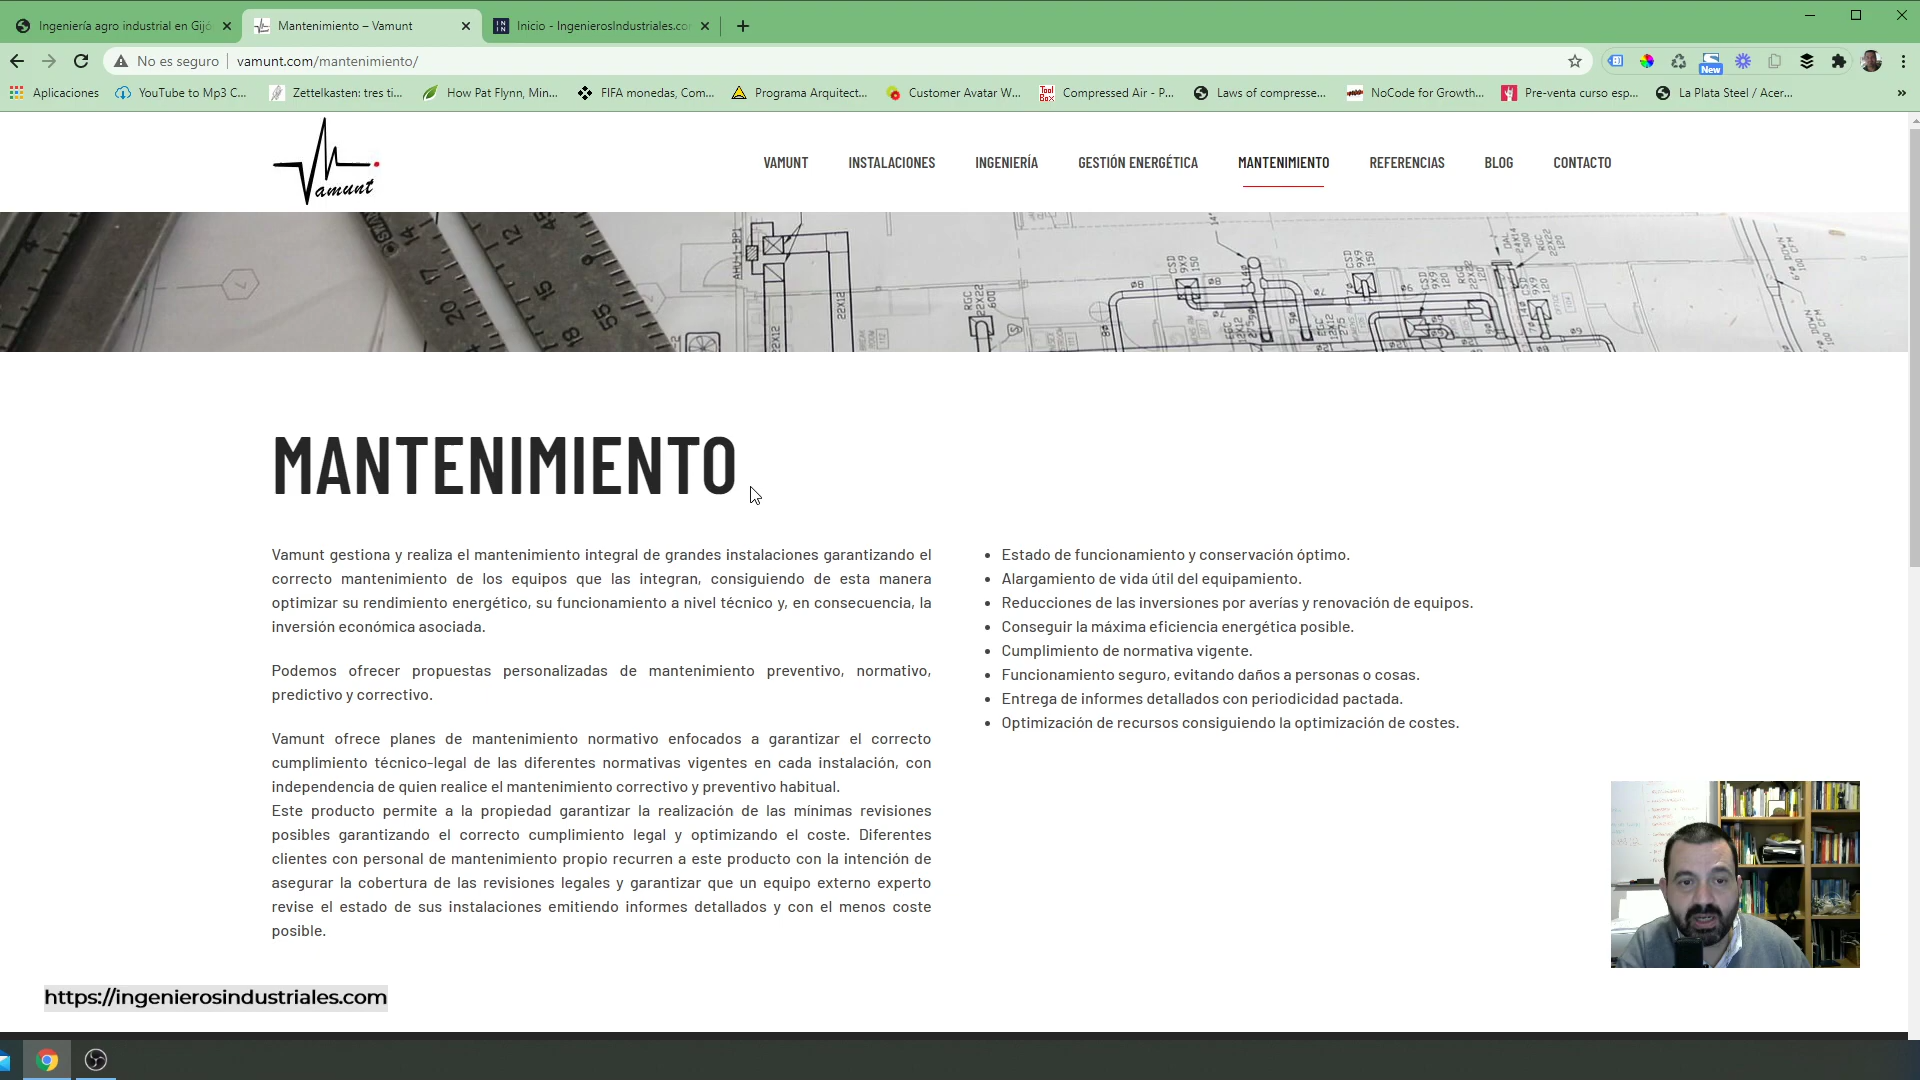 Ingeniería agro industrial en Gijó
Mantenimiento – Vamunt
Inicio - IngenierosIndustriales.co
No es seguro
vamunt.com/mantenimiento/
New
Aplicaciones
YouTube to Mp3 C...
Zettelkasten: tres ti...
How Pat Flynn, Min...
FIFA monedas, Com...
Programa Arquitect...
Customer Avatar W...
Compressed Air - P...
Laws of compresse...
NoCode for Growth...
Pre-venta curso esp...
La Plata Steel / Acer...
Vamunt
VAMUNT
INSTALACIONES
INGENIERÍA
GESTIÓN ENERGÉTICA
MANTENIMIENTO
REFERENCIAS
BLOG
CONTACTO
MANTENIMIENTO
Vamunt gestiona y realiza el mantenimiento integral de grandes instalaciones garantizando el
correcto mantenimiento de los equipos que las integran, consiguiendo de esta manera
optimizar su rendimiento energético, su funcionamiento a nivel técnico y, en consecuencia, la
inversión económica asociada.
Podemos ofrecer propuestas personalizadas de mantenimiento preventivo, normativo,
predictivo y correctivo.
Vamunt ofrece planes de mantenimiento normativo enfocados a garantizar el correcto
cumplimiento técnico-legal de las diferentes normativas vigentes en cada instalación, con
independencia de quien realice el mantenimiento correctivo y preventivo habitual.
Este producto permite a la propiedad garantizar la realización de las mínimas revisiones
posibles garantizando el correcto cumplimiento legal y optimizando el coste. Diferentes
clientes con personal de mantenimiento propio recurren a este producto con la intención de
asegurar la cobertura de las revisiones legales y garantizar que un equipo externo experto
revise el estado de sus instalaciones emitiendo informes detallados y con el menos coste
posible.
Estado de funcionamiento y conservación óptimo.
Alargamiento de vida útil del equipamiento.
Reducciones de las inversiones por averías y renovación de equipos.
Conseguir la máxima eficiencia energética posible.
Cumplimiento de normativa vigente.
Funcionamiento seguro, evitando daños a personas o cosas.
Entrega de informes detallados con periodicidad pactada.
Optimización de recursos consiguiendo la optimización de costes.
https://ingenierosindustriales.com